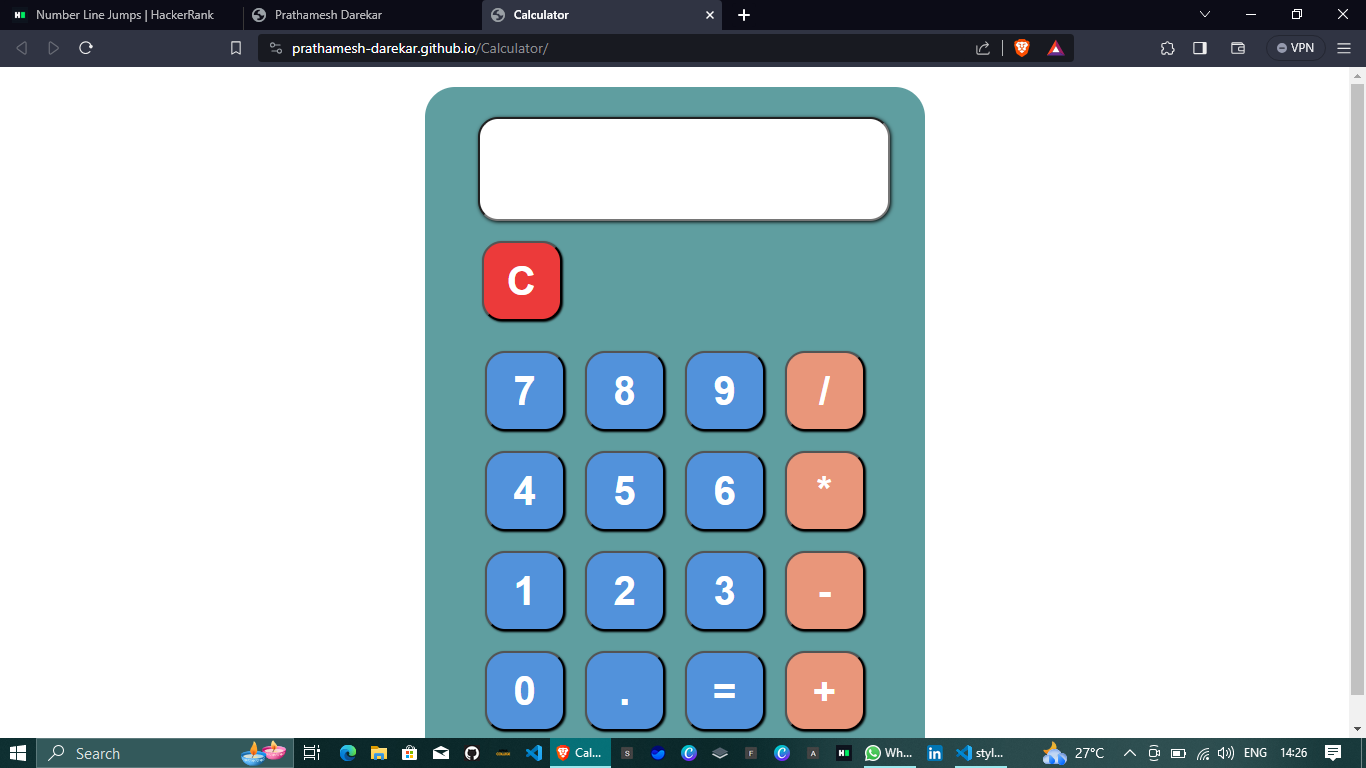 Number Line Jumps | HackerRank
Prathamesh Darekar
Calculator
prathamesh-darekar.github.io/Calculator/
VPN
C
7 8 9 /
4 5 6 *
1 2 3 -
0 . = +
Search
Cal...
S
F
A
Wh...
styl...
27°C
ENG
14:26